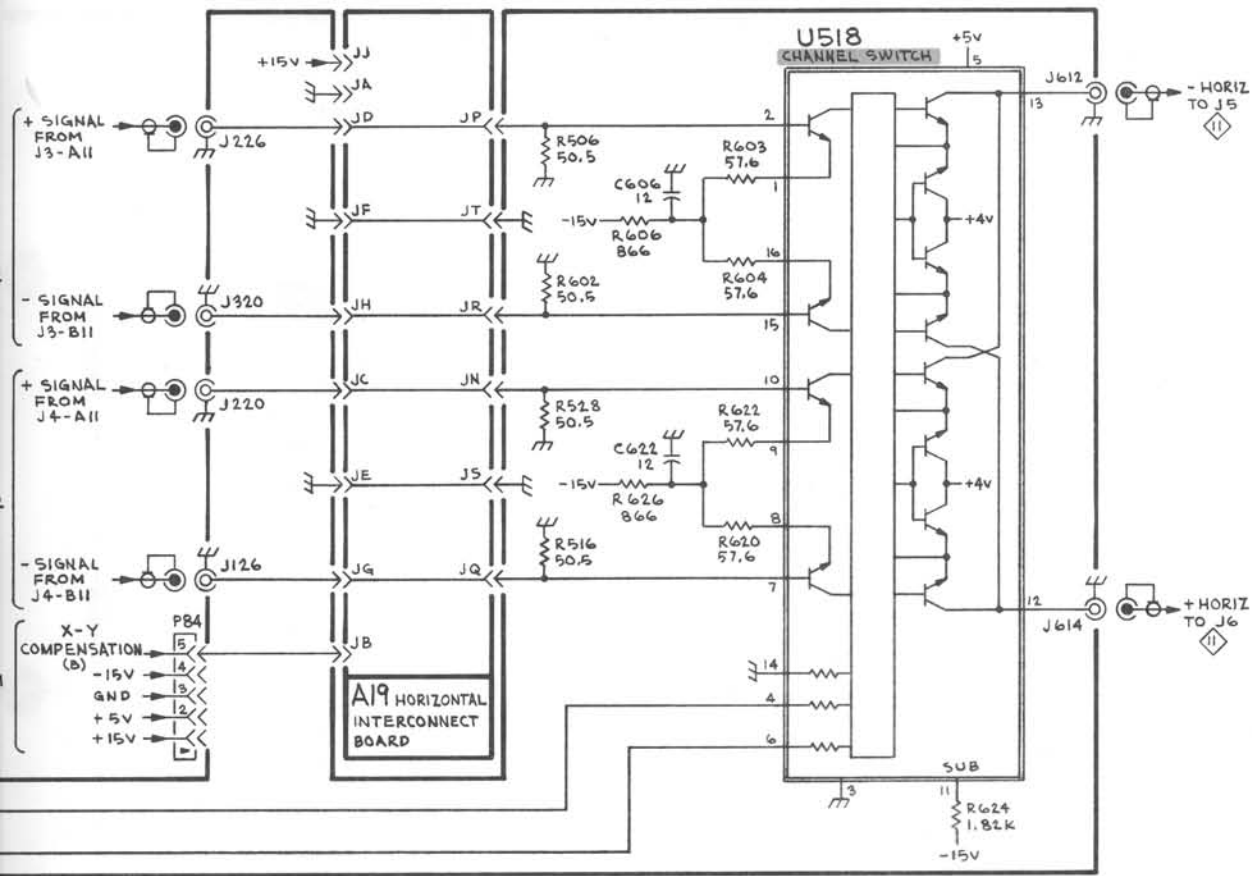 U518
CHANNEL SWITCH
+5V
5
J612
13
- HORIZ
TO J5
11
+15V
JJ
JA
+ SIGNAL
FROM
J3-A11
J226
JD
JP
R506
50.5
2
R603
57.6
1
C606
12
JF
JT
-15V
R606
866
+4V
16
R604
57.6
R602
50.5
- SIGNAL
FROM
J3-B11
J320
JH
JR
15
+ SIGNAL
FROM
J4-A11
J220
JC
JN
R528
50.5
10
R622
57.6
9
C622
12
JE
JS
-15V
R626
866
+4V
8
R620
57.6
R516
50.5
- SIGNAL
FROM
J4-B11
J126
JG
JQ
7
12
J614
+ HORIZ
TO J6
11
P84
X-Y
COMPENSATION
(B)
5
JB
-15V
4
GND
3
+5V
2
+15V
14
4
6
A19 HORIZONTAL
INTERCONNECT
BOARD
SUB
3
11
R624
1.82K
-15V